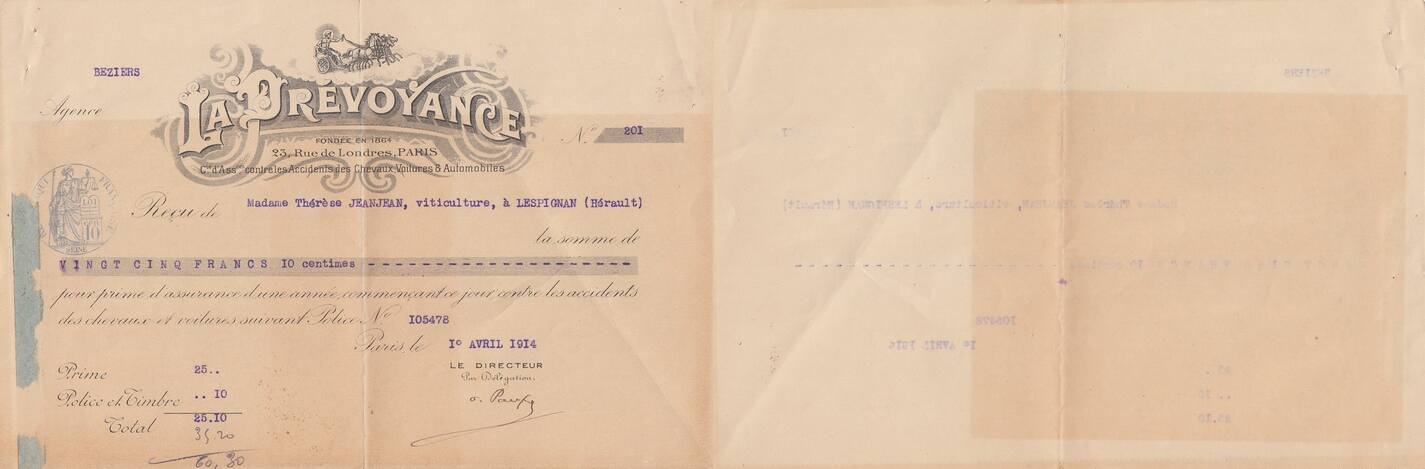 BEZIERS
Agence
LA PRÉVOYANCE
FONDÉE EN 1864
23, Rue de Londres, PARIS
Cie d'Assces contre les Accidents des Chevaux, Voitures & Automobiles
No 201
Reçu de Madame Thérèse JEANJEAN, viticulture, à LESPIGNAN (Hérault)
la somme de
VINGT CINQ FRANCS 10 centimes
pour prime d'assurance d'une année, commençant ce jour contre les accidents
des chevaux et voitures suivant Police No 105478
Paris, le 1º AVRIL 1914
LE DIRECTEUR
Par Délégation.
Prime 25..
Police et Timbre .. 10
Total 25.10
35.20
60,30
10
SEINE